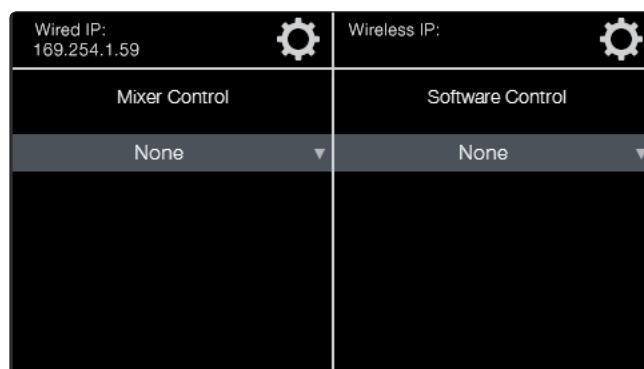 Wired IP:
169.254.1.59
Wireless IP:
Mixer Control
Software Control
None
None